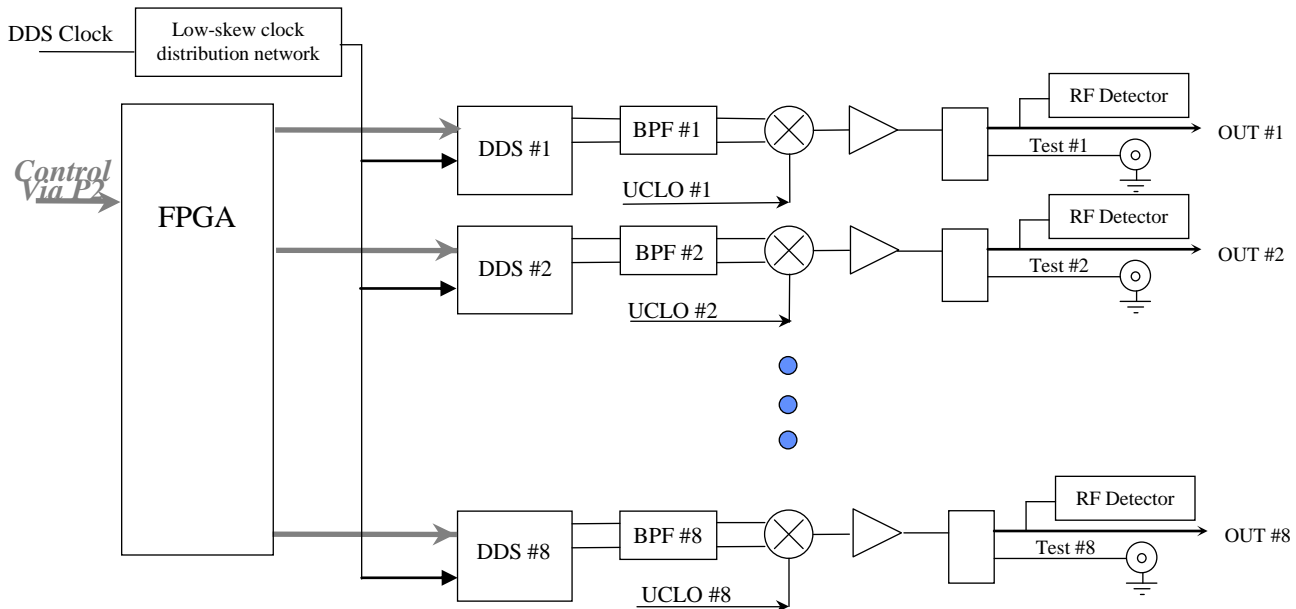 DDS Clock
Low-skew clock
distribution network
Control
Via P2
FPGA
DDS #1
BPF #1
UCLO #1
RF Detector
OUT #1
Test #1
DDS #2
BPF #2
UCLO #2
RF Detector
OUT #2
Test #2
DDS #8
BPF #8
UCLO #8
RF Detector
OUT #8
Test #8